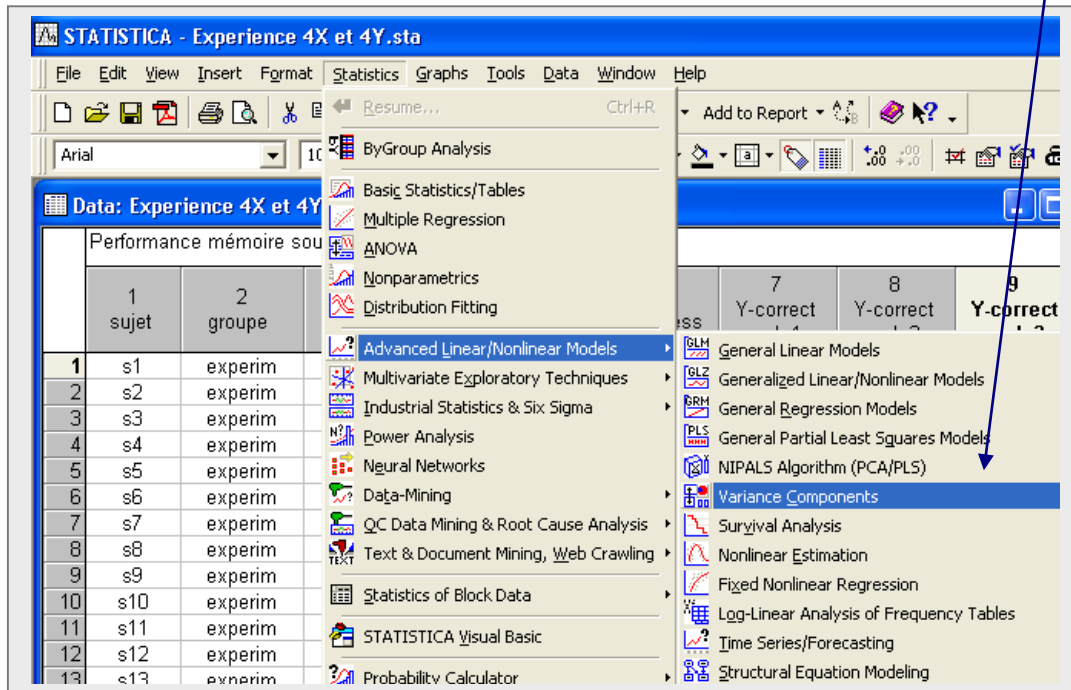 STATISTICA - Experience 4X et 4Y.sta
File Edit View Insert Format Statistics Graphs Tools Data Window Help
Resume... Ctrl+R
Add to Report
Arial 10
ByGroup Analysis
Basic Statistics/Tables
Multiple Regression
ANOVA
Nonparametrics
Distribution Fitting
Advanced Linear/Nonlinear Models
Multivariate Exploratory Techniques
Industrial Statistics & Six Sigma
Power Analysis
Neural Networks
Data-Mining
QC Data Mining & Root Cause Analysis
Text & Document Mining, Web Crawling
Statistics of Block Data
STATISTICA Visual Basic
Probability Calculator
General Linear Models
Generalized Linear/Nonlinear Models
General Regression Models
General Partial Least Squares Models
NIPALS Algorithm (PCA/PLS)
Variance Components
Survival Analysis
Nonlinear Estimation
Fixed Nonlinear Regression
Log-Linear Analysis of Frequency Tables
Time Series/Forecasting
Structural Equation Modeling
Data: Experience 4X et 4Y
Performance mémoire sou
1 2 7 8 9
sujet groupe Y-correct Y-correct Y-correct
1 s1 experim
2 s2 experim
3 s3 experim
4 s4 experim
5 s5 experim
6 s6 experim
7 s7 experim
8 s8 experim
9 s9 experim
10 s10 experim
11 s11 experim
12 s12 experim
13 s13 experim